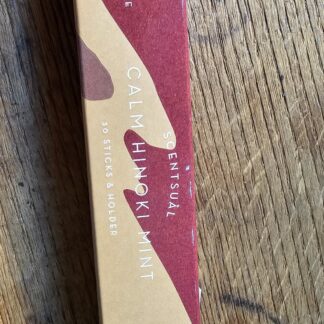 SCENTSUAL
CALM HINOKI MINT
30 STICKS & HOLDER